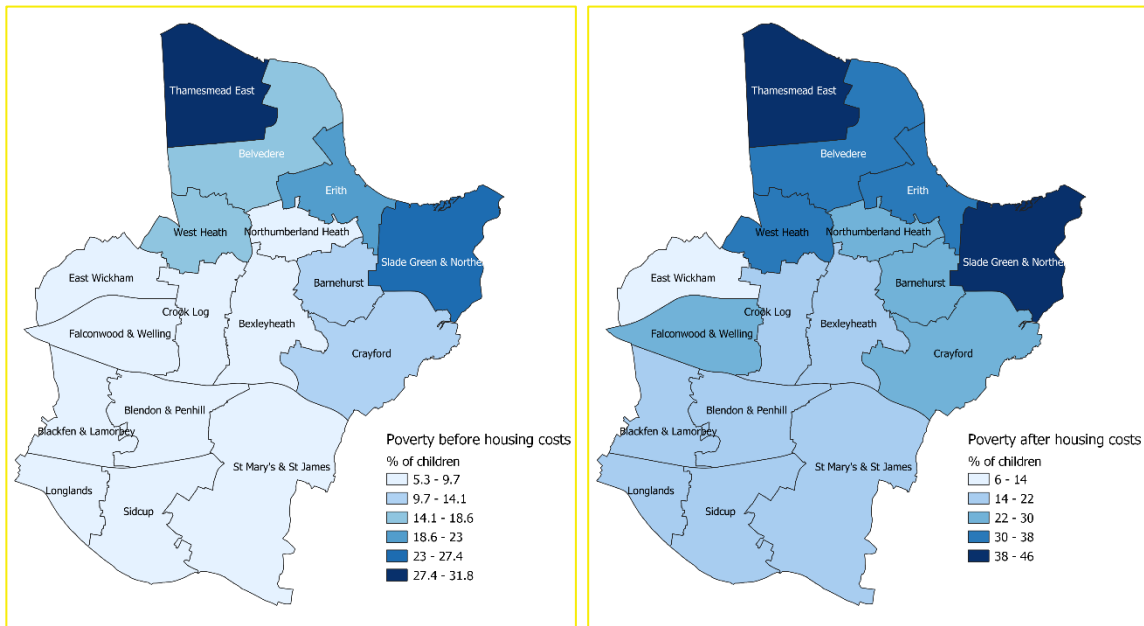 Thamesmead East
Belvedere
Erith
West Heath
Northumberland Heath
Slade Green & Northe
East Wickham
Barnehurst
Crook Log
Falconwood & Welling
Bexleyheath
Crayford
Blendon & Penhill
Blackfen & Lamorbey
St Mary's & St James
Longlands
Sidcup
Poverty before housing costs
% of children
5.3 - 9.7
9.7 - 14.1
14.1 - 18.6
18.6 - 23
23 - 27.4
27.4 - 31.8
Thamesmead East
Belvedere
Erith
West Heath
Northumberland Heath
Slade Green & Northe
East Wickham
Barnehurst
Crook Log
Bexleyheath
Falconwood & Welling
Crayford
Blendon & Penhill
Blackfen & Lamorbey
St Mary's & St James
Longlands
Sidcup
Poverty after housing costs
% of children
6 - 14
14 - 22
22 - 30
30 - 38
38 - 46